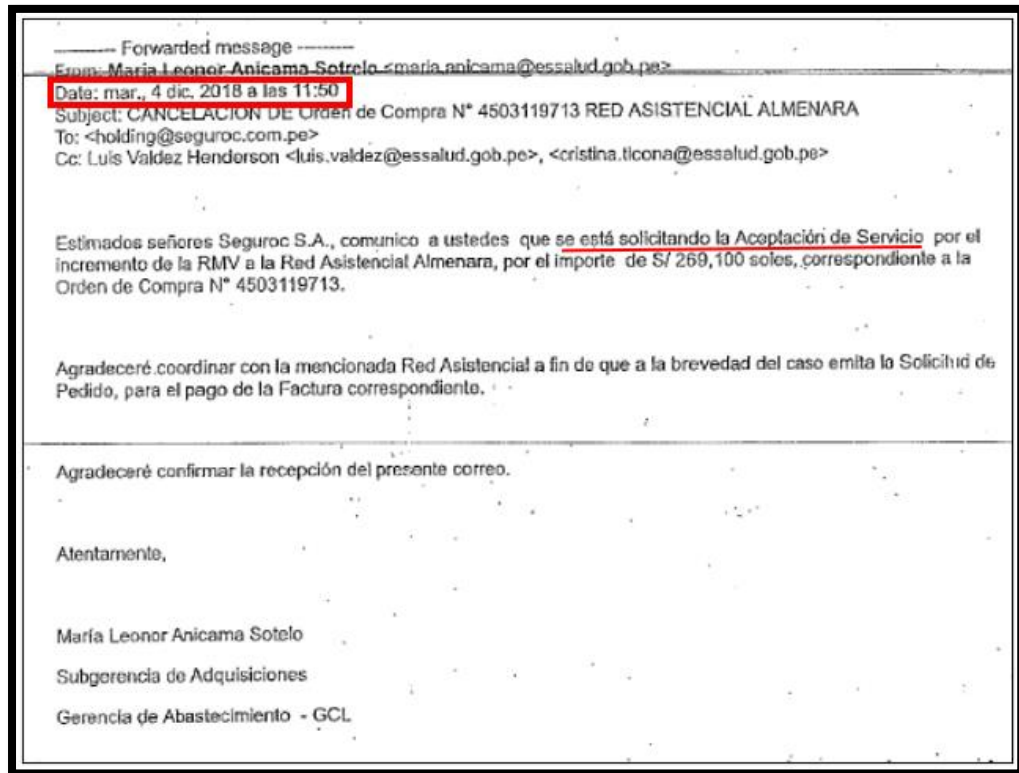 ---------- Forwarded message ---------
From: Maria Leonor Anicama Sotrelo <maria.anicama@essalud.gob.pe>
Date: mar., 4 dic. 2018 a las 11:50
Subject: CANCELACION DE Orden de Compra N° 4503119713 RED ASISTENCIAL ALMENARA
To: <holding@seguroc.com.pe>
Cc: Luis Valdez Henderson <luis.valdez@essalud.gob.pe>, <cristina.ticona@essalud.gob.pe>
Estimados señores Seguroc S.A., comunico a ustedes que se está solicitando la Aceptación de Servicio por el
incremento de la RMV a la Red Asistencial Almenara, por el importe de S/ 269,100 soles, correspondiente a la
Orden de Compra N° 4503119713.
Agradeceré coordinar con la mencionada Red Asistencial a fin de que a la brevedad del caso emita la Solicitud de
Pedido, para el pago de la Factura correspondiente.
Agradeceré confirmar la recepción del presente correo.
Atentamente,
María Leonor Anicama Sotelo
Subgerencia de Adquisiciones
Gerencia de Abastecimiento - GCL